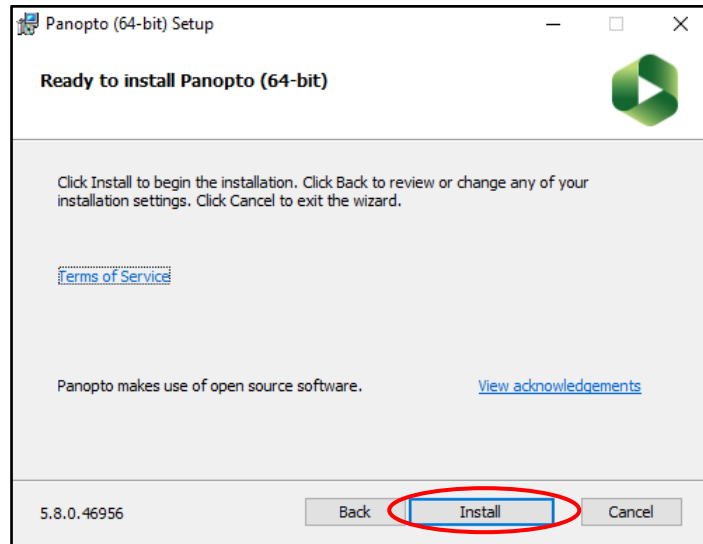 Panopto (64-bit) Setup
Ready to install Panopto (64-bit)
Click Install to begin the installation. Click Back to review or change any of your
installation settings. Click Cancel to exit the wizard.
Terms of Service
Panopto makes use of open source software. View acknowledgements
5.8.0.46956 Back Install Cancel